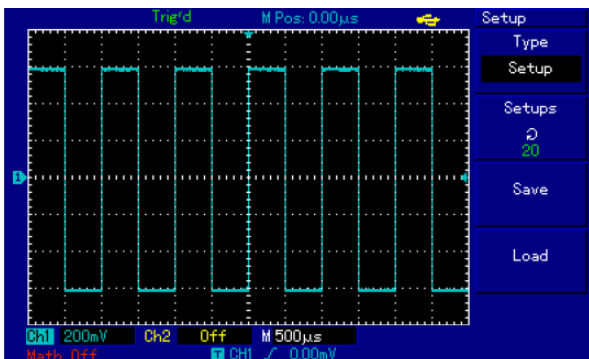 Trig'd M Pos: 0.00μs Setup
Type
Setup
Setups
20
Save
Load
1
Ch1 200mV Ch2 Off M 500μs
Math Off T CH1 0.00mV